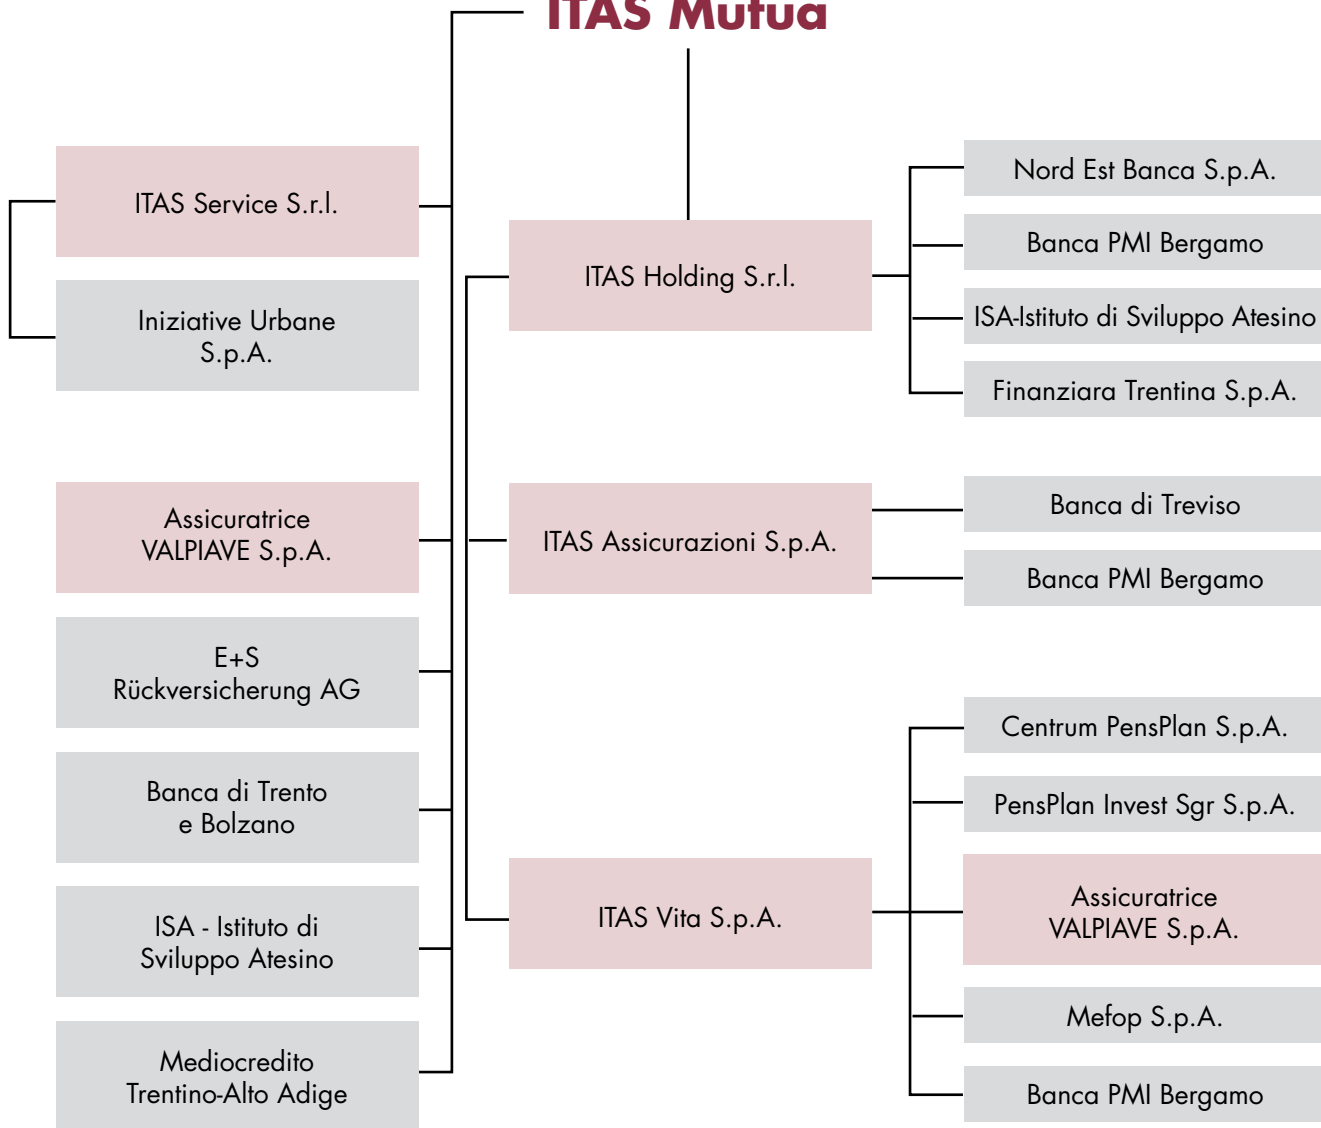 ITAS Mutua
ITAS Service S.r.l.
Iniziative Urbane
S.p.A.
Assicuratrice
VALPIAVE S.p.A.
E+S
Rückversicherung AG
Banca di Trento
e Bolzano
ISA - Istituto di
Sviluppo Atesino
Mediocredito
Trentino-Alto Adige
ITAS Holding S.r.l.
ITAS Assicurazioni S.p.A.
ITAS Vita S.p.A.
Nord Est Banca S.p.A.
Banca PMI Bergamo
ISA-Istituto di Sviluppo Atesino
Finanziara Trentina S.p.A.
Banca di Treviso
Banca PMI Bergamo
Centrum PensPlan S.p.A.
PensPlan Invest Sgr S.p.A.
Assicuratrice
VALPIAVE S.p.A.
Mefop S.p.A.
Banca PMI Bergamo